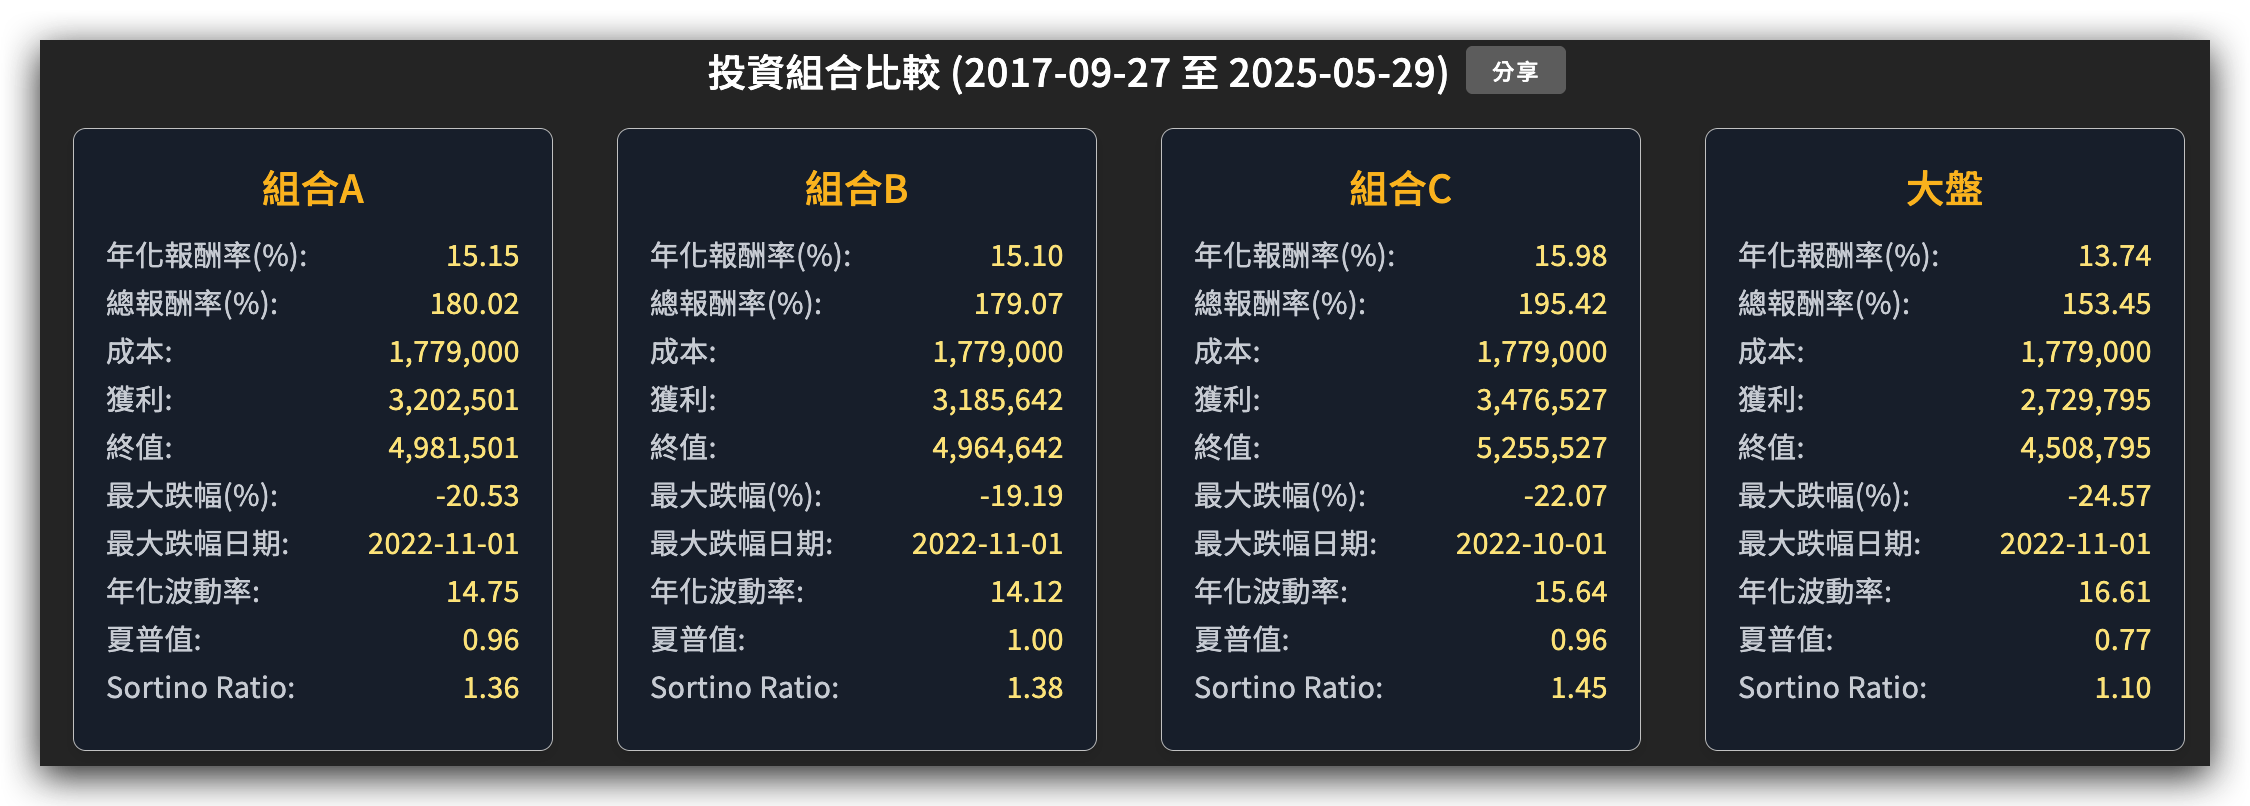 投資組合比較 (2017-09-27 至 2025-05-29) 分享
組合A
年化報酬率(%): 15.15
總報酬率(%): 180.02
成本: 1,779,000
獲利: 3,202,501
終值: 4,981,501
最大跌幅(%): -20.53
最大跌幅日期: 2022-11-01
年化波動率: 14.75
夏普值: 0.96
Sortino Ratio: 1.36
組合B
年化報酬率(%): 15.10
總報酬率(%): 179.07
成本: 1,779,000
獲利: 3,185,642
終值: 4,964,642
最大跌幅(%): -19.19
最大跌幅日期: 2022-11-01
年化波動率: 14.12
夏普值: 1.00
Sortino Ratio: 1.38
組合C
年化報酬率(%): 15.98
總報酬率(%): 195.42
成本: 1,779,000
獲利: 3,476,527
終值: 5,255,527
最大跌幅(%): -22.07
最大跌幅日期: 2022-10-01
年化波動率: 15.64
夏普值: 0.96
Sortino Ratio: 1.45
大盤
年化報酬率(%): 13.74
總報酬率(%): 153.45
成本: 1,779,000
獲利: 2,729,795
終值: 4,508,795
最大跌幅(%): -24.57
最大跌幅日期: 2022-11-01
年化波動率: 16.61
夏普值: 0.77
Sortino Ratio: 1.10